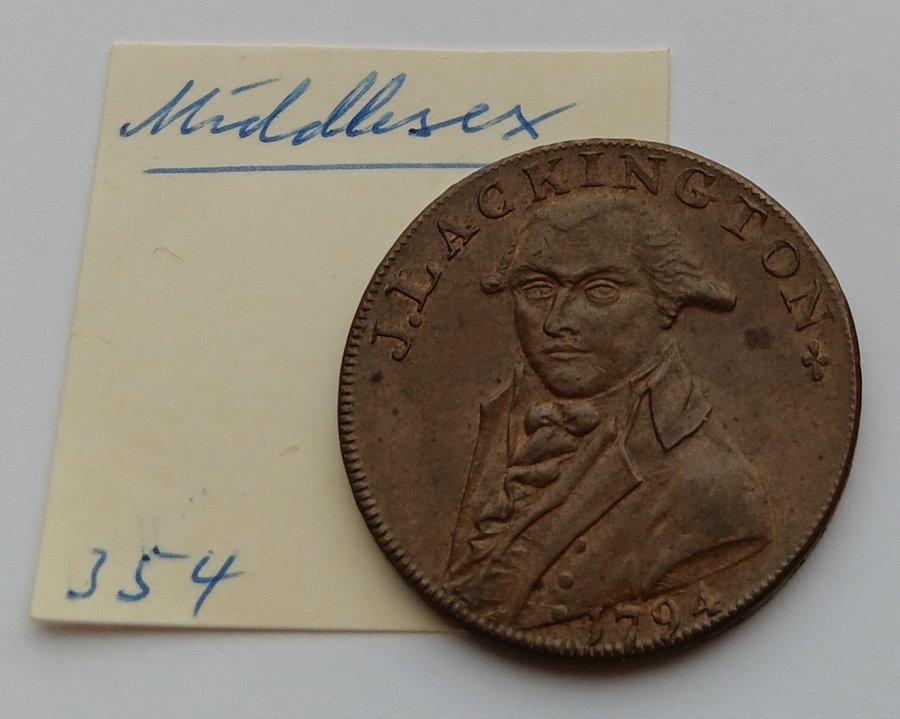 Middlesex
354
J. LACKINGTON
1794